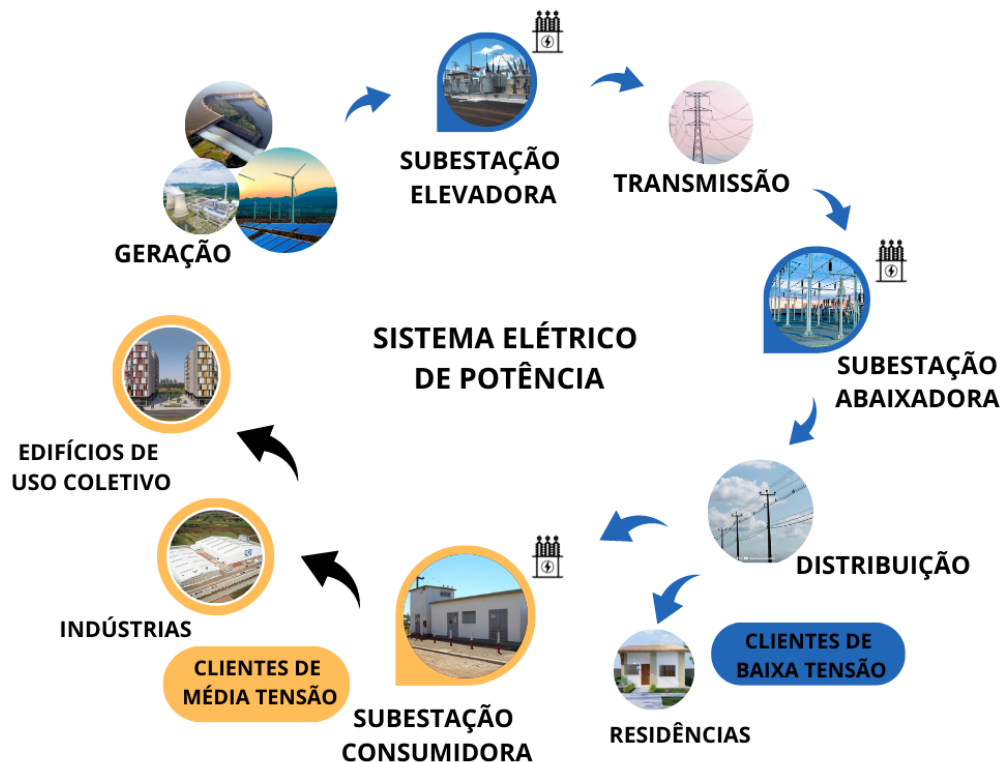 SUBESTAÇÃO
ELEVADORA
TRANSMISSÃO
GERAÇÃO
SISTEMA ELÉTRICO
DE POTÊNCIA
SUBESTAÇÃO
ABAIXADORA
EDIFÍCIOS DE
USO COLETIVO
DISTRIBUIÇÃO
INDÚSTRIAS
CLIENTES DE
MÉDIA TENSÃO
SUBESTAÇÃO
CONSUMIDORA
CLIENTES DE
BAIXA TENSÃO
RESIDÊNCIAS